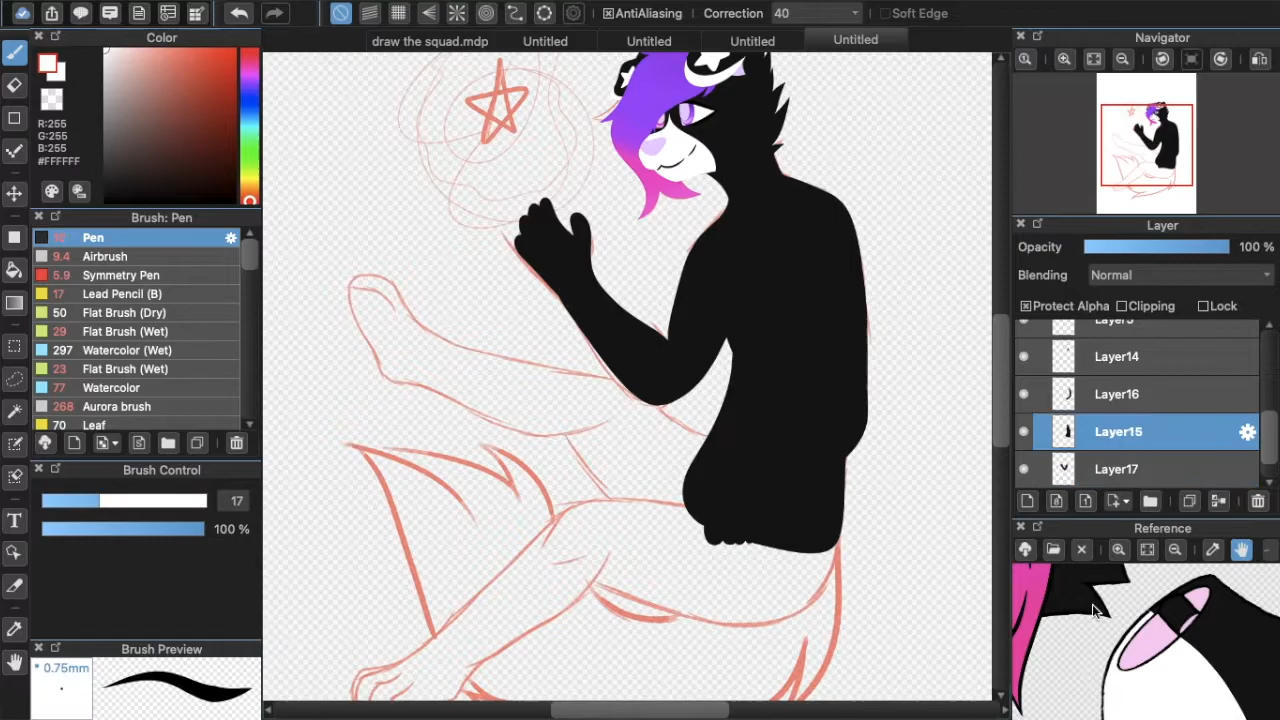 AntiAliasing Correction 40 Soft Edge
Color
draw the squad.mdp Untitled Untitled Untitled Untitled
Navigator
R:255
G:255
B:255
#FFFFFF
Brush: Pen
Pen
9.4 Airbrush
5.9 Symmetry Pen
17 Lead Pencil (B)
50 Flat Brush (Dry)
29 Flat Brush (Wet)
297 Watercolor (Wet)
23 Flat Brush (Wet)
77 Watercolor
268 Aurora brush
70 Leaf
Brush Control
17
100 %
Brush Preview
* 0.75mm
Layer
Opacity 100 %
Blending Normal
Protect Alpha Clipping Lock
Layer14
Layer16
Layer15
Layer17
Reference